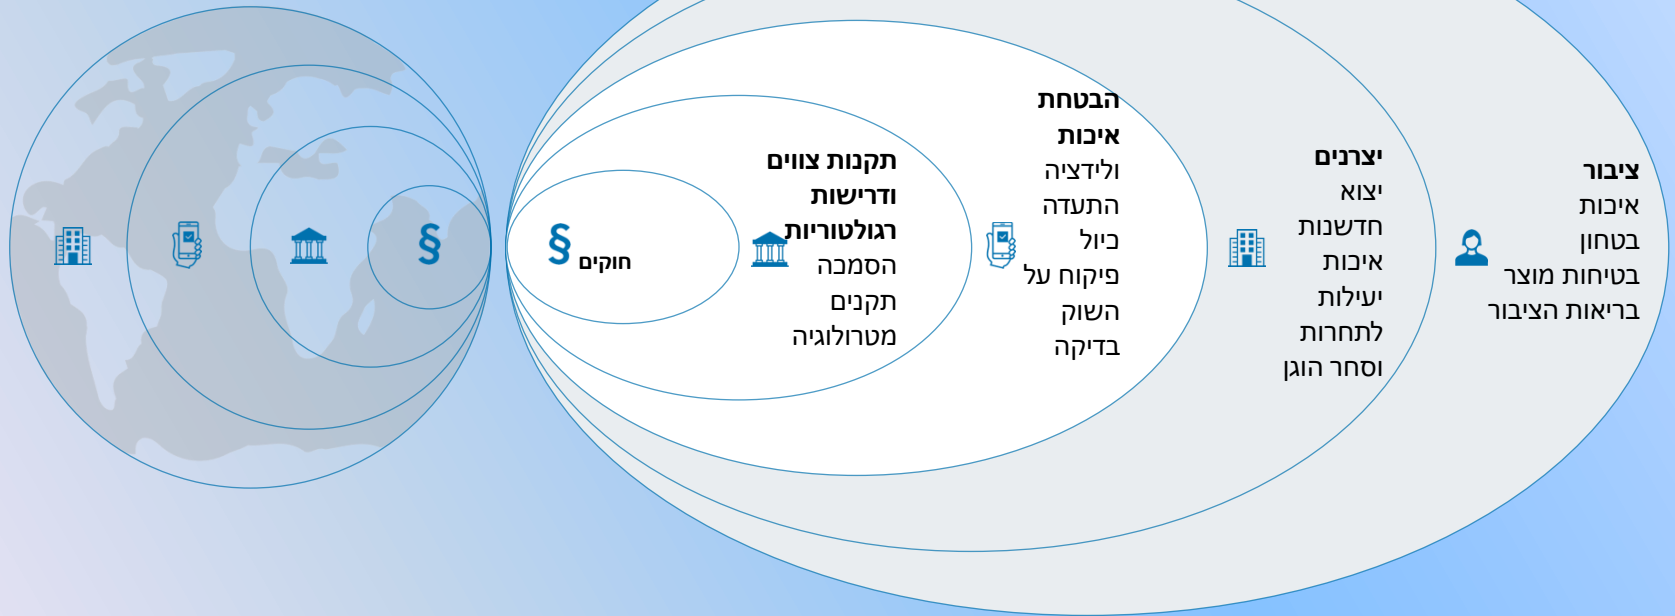 ציבור
איכות
בטחון
בטיחות מוצר
בריאות הציבור
יצרנים
יצוא
חדשנות
איכות
יעילות
לתחרות
וסחר הוגן
הבטחת
איכות
ולידציה
התעדה
כיול
פיקוח על
השוק
בדיקה
תקנות צווים
ודרישות
רגולטוריות
הסמכה
תקנים
מטרולוגיה
§ חוקים
§